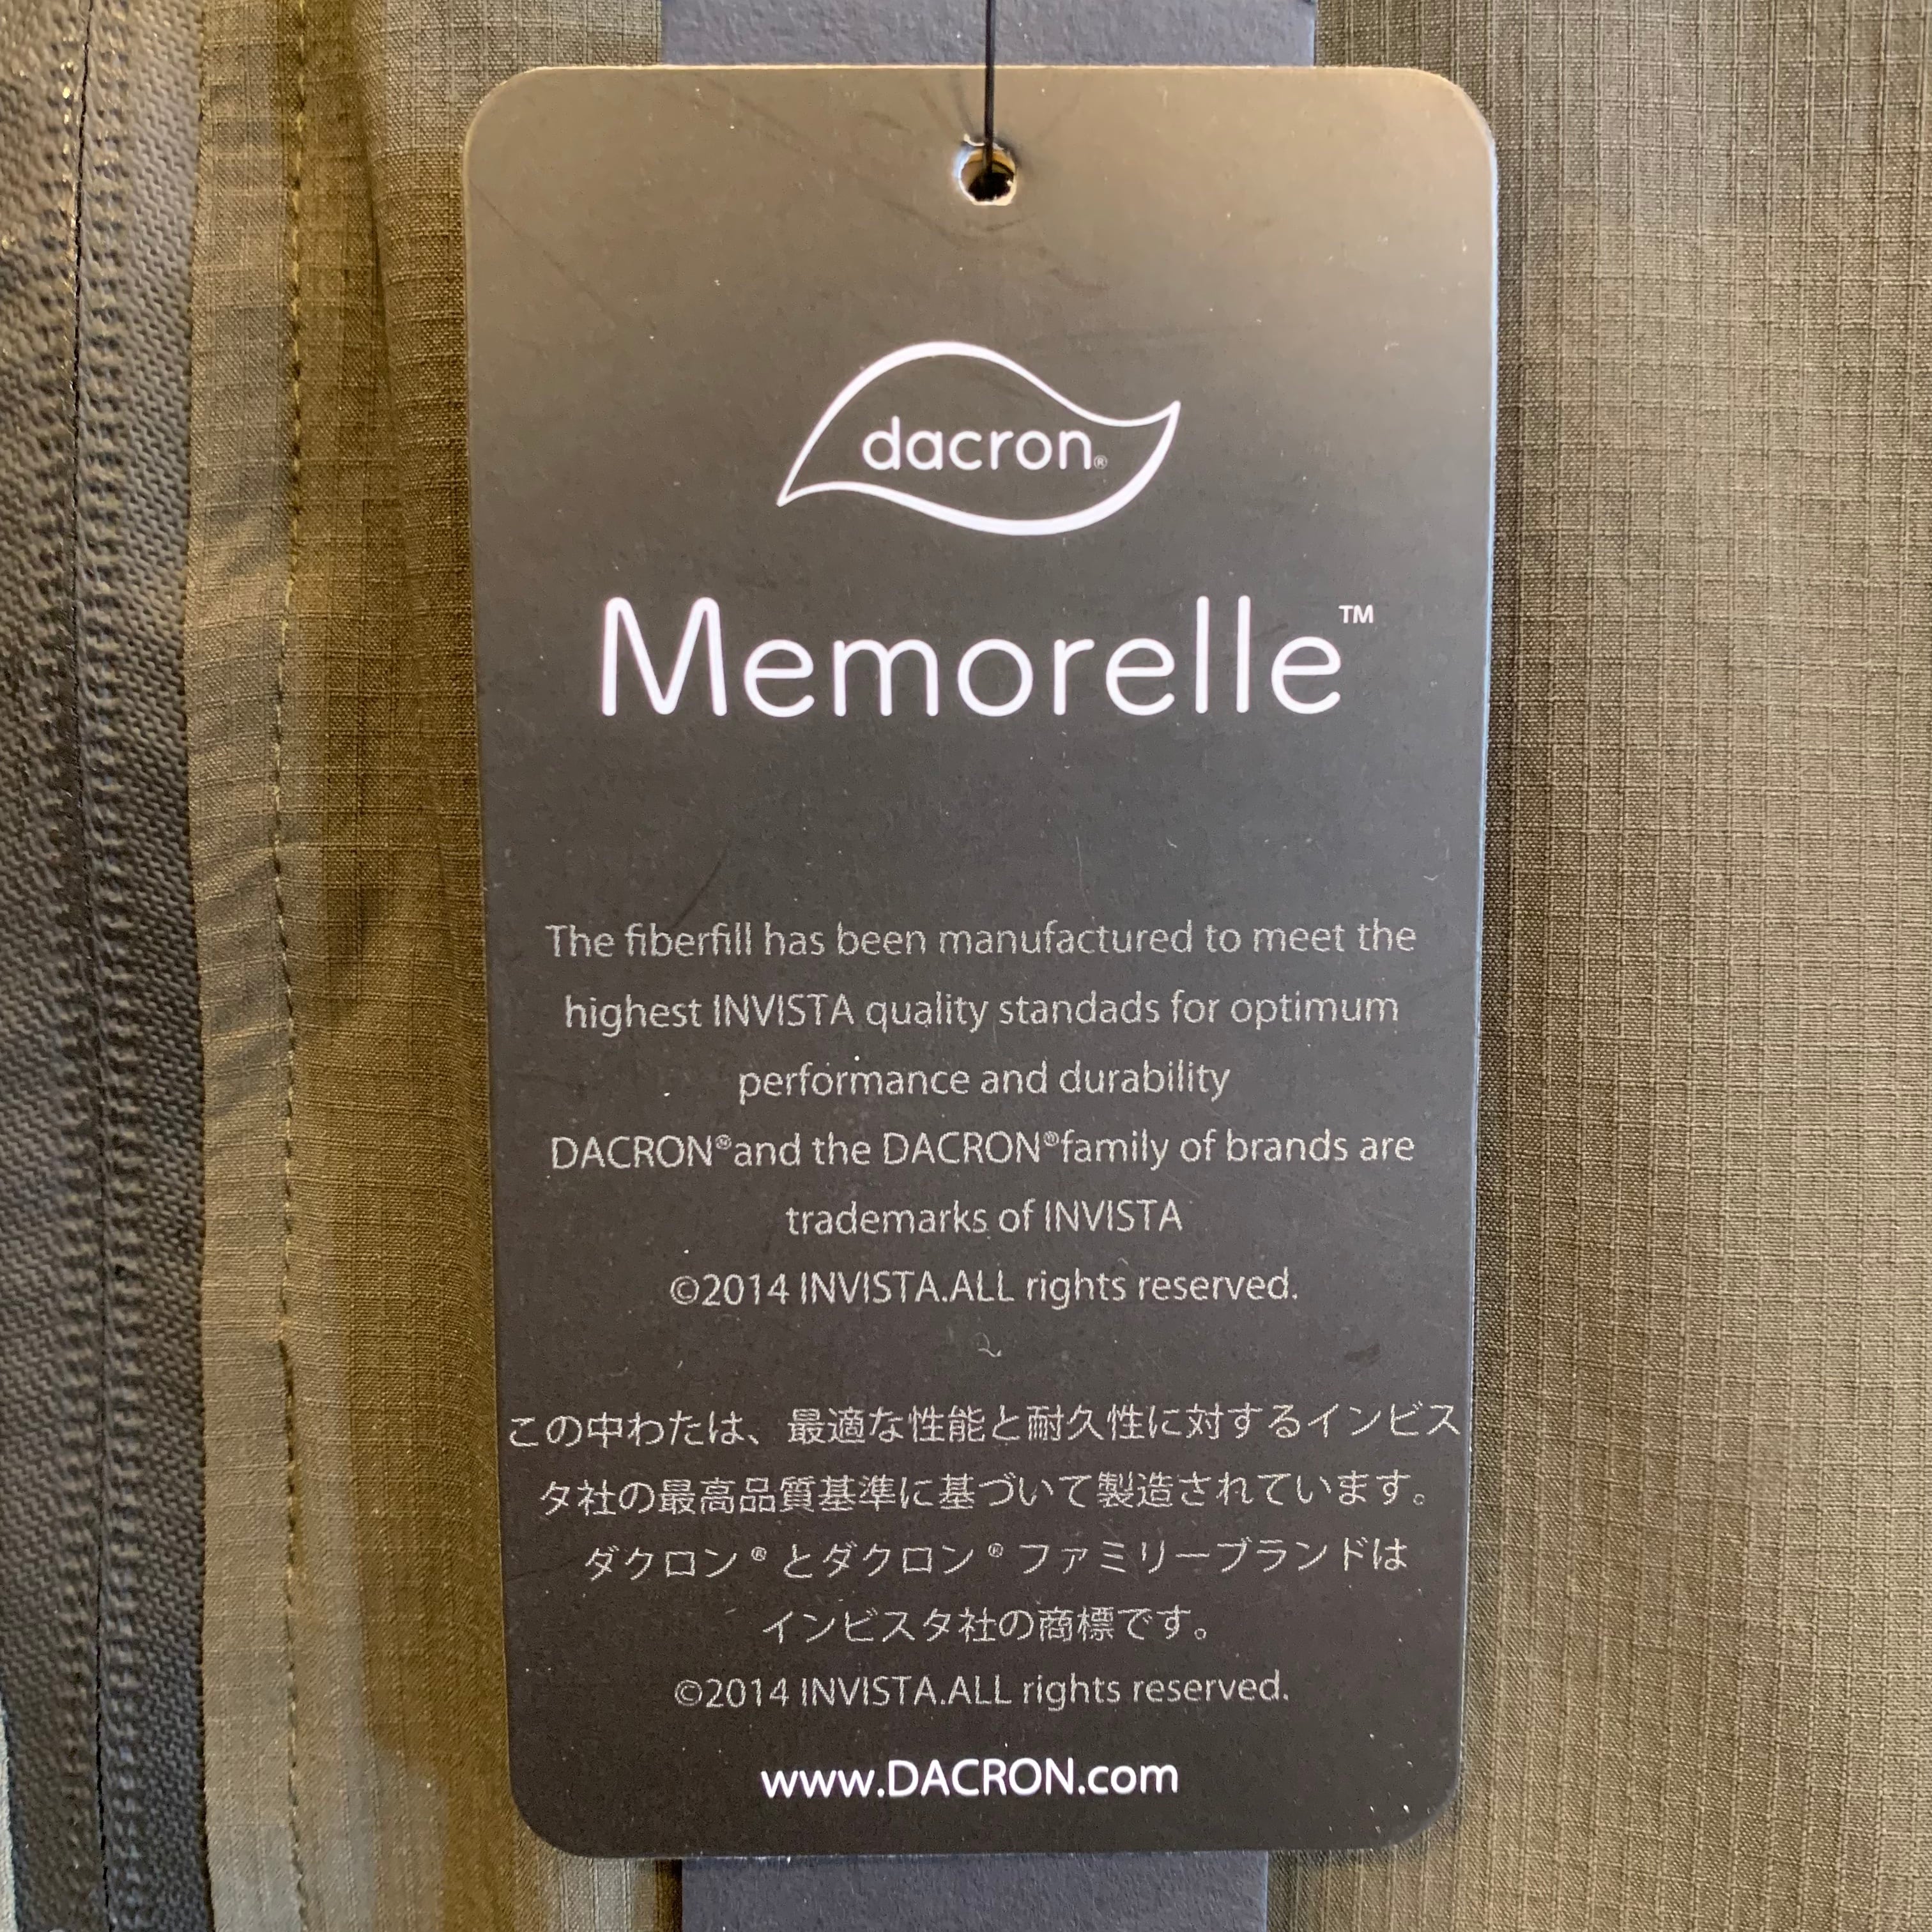 dacron®
Memorelle™
The fiberfill has been manufactured to meet the
highest INVISTA quality standads for optimum
performance and durability
DACRON®and the DACRON®family of brands are
trademarks of INVISTA
©2014 INVISTA.ALL rights reserved.
この中わたは、最適な性能と耐久性に対するインビス
タ社の最高品質基準に基づいて製造されています。
ダクロン®とダクロン®ファミリーブランドは
インビスタ社の商標です。
©2014 INVISTA.ALL rights reserved.
www.DACRON.com